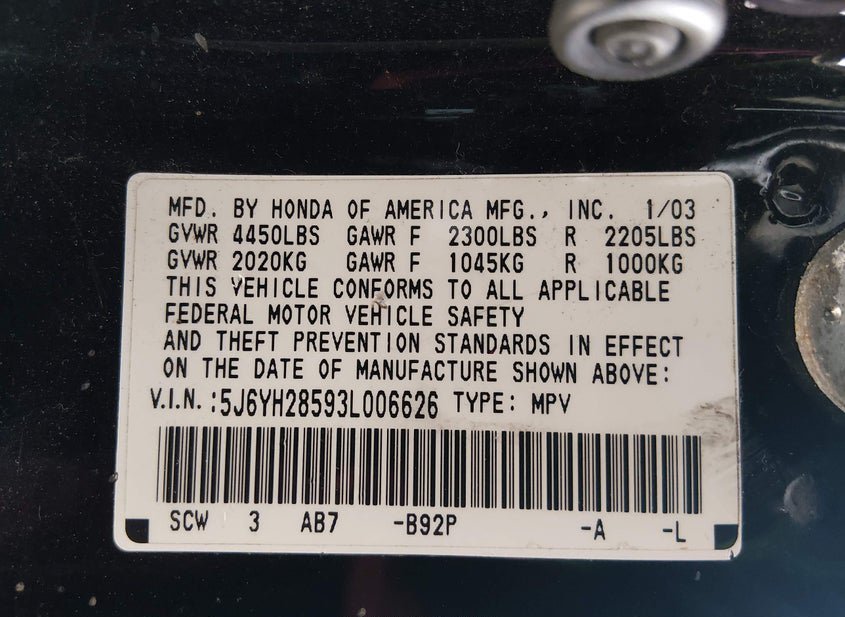 MFD. BY HONDA OF AMERICA MFG., INC. 1/03
GVWR 4450LBS GAWR F 2300LBS R 2205LBS
GVWR 2020KG GAWR F 1045KG R 1000KG
THIS VEHICLE CONFORMS TO ALL APPLICABLE
FEDERAL MOTOR VEHICLE SAFETY
AND THEFT PREVENTION STANDARDS IN EFFECT
ON THE DATE OF MANUFACTURE SHOWN ABOVE:
V.I.N.:5J6YH28593L006626 TYPE: MPV
SCW 3 AB7 -B92P -A -L